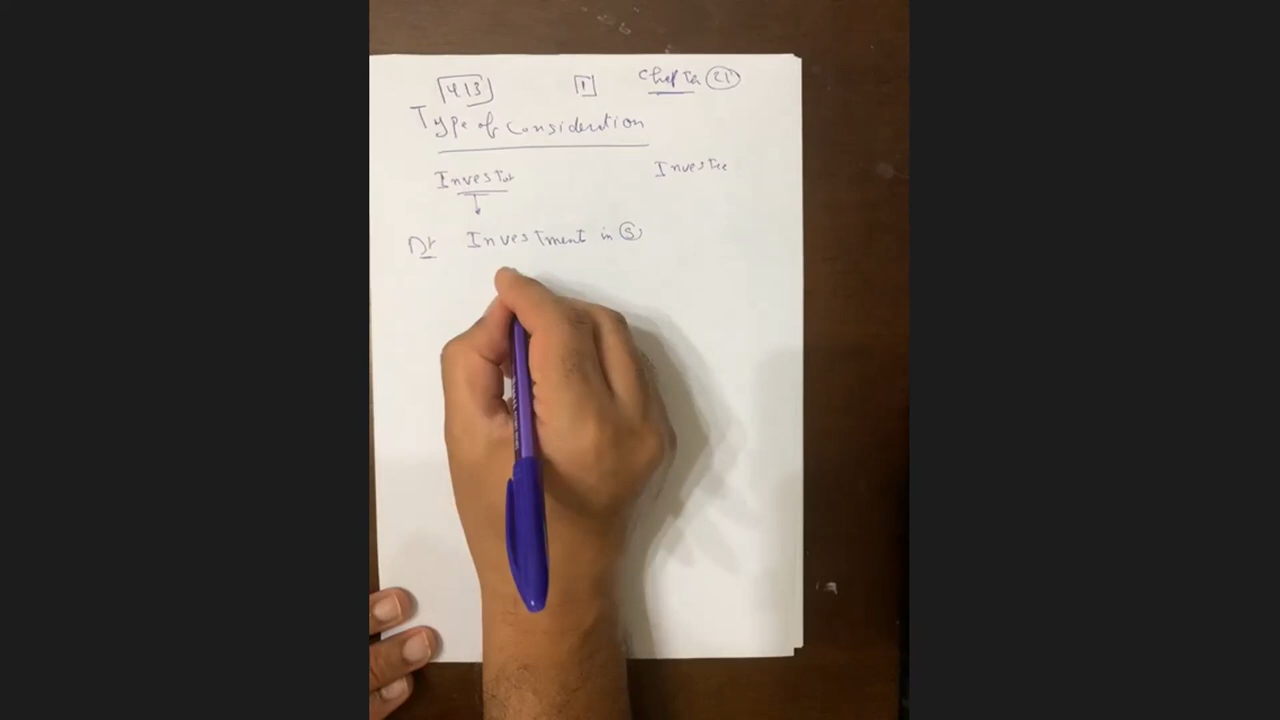 413 1 Chapter 21
Type of Consideration
Investor Investee
Dr Investment in S